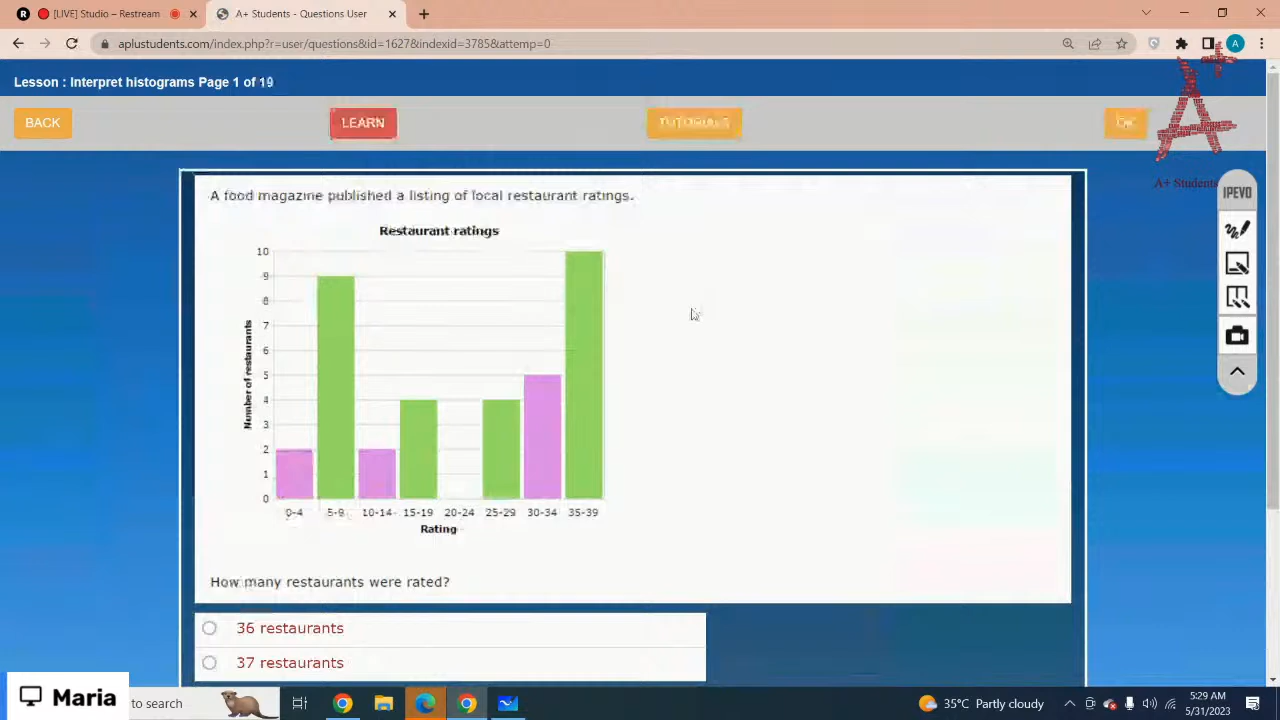 [LIVE] Studio – Restream
A+ Students - Questions User
aplustudents.com/index.php?r=user/questions&id=1627&indexid=3785&attemp=0
A
Lesson : Interpret histograms Page 1 of 19
BACK
LEARN
TUTORIALS
A+ Students
IPEVO
A food magazine published a listing of local restaurant ratings.
Restaurant ratings
Number of restaurants
10
9
8
7
6
5
4
3
2
1
0
0-4 5-9 10-14 15-19 20-24 25-29 30-34 35-39
Rating
How many restaurants were rated?
36 restaurants
37 restaurants
Maria
to search
35°C Partly cloudy
5:29 AM
5/31/2023